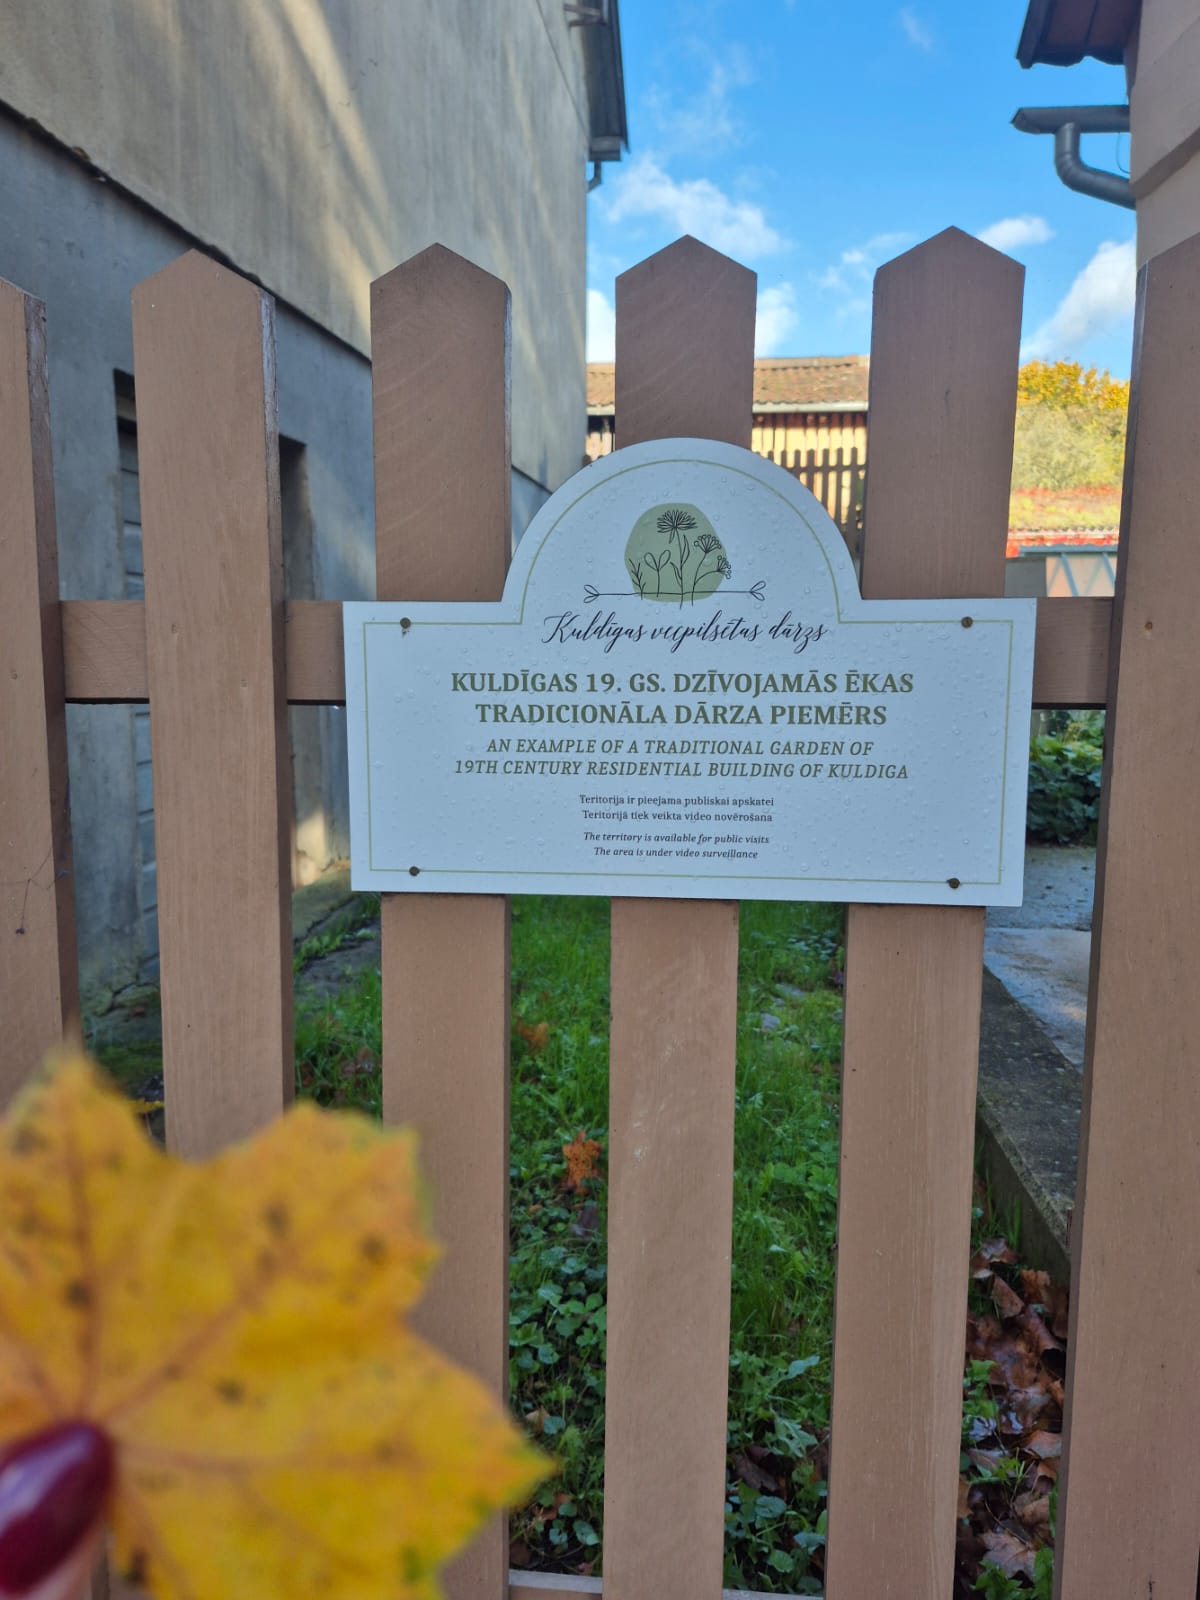 Kuldīgas vecpilsētas dārzs
KULDĪGAS 19. GS. DZĪVOJAMĀS ĒKAS
TRADICIONĀLA DĀRZA PIEMĒRS
AN EXAMPLE OF A TRADITIONAL GARDEN OF
19TH CENTURY RESIDENTIAL BUILDING OF KULDIGA
Teritorija ir pieejama publiskai apskatei
Teritorijā tiek veikta video novērošana
The territory is available for public visits
The area is under video surveillance